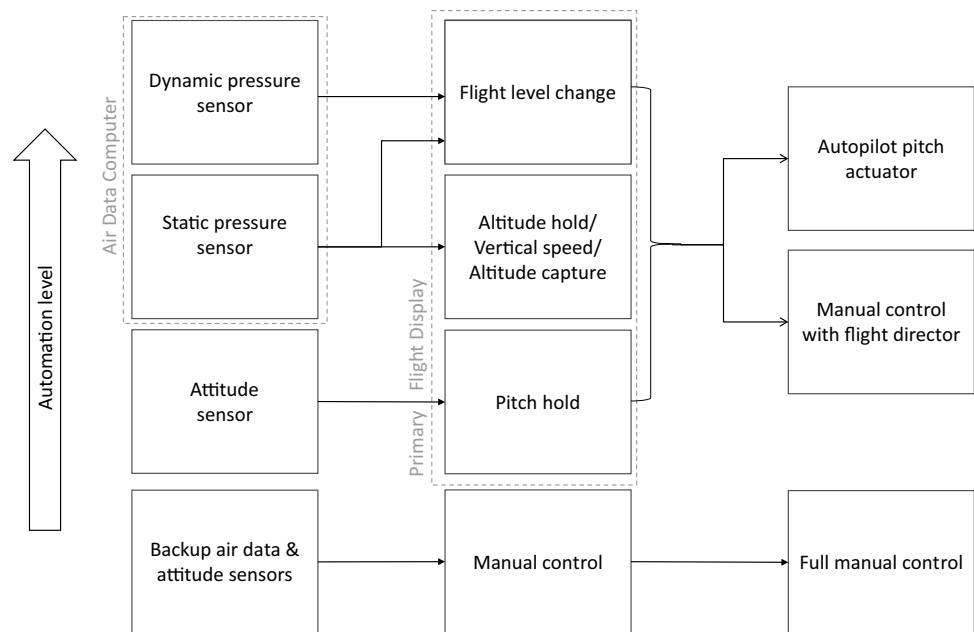 Automation level
Air Data Computer
Dynamic pressure
sensor
Static pressure
sensor
Attitude
sensor
Backup air data &
attitude sensors
Primary Flight Display
Flight level change
Altitude hold/
Vertical speed/
Altitude capture
Pitch hold
Manual control
Autopilot pitch
actuator
Manual control
with flight director
Full manual control